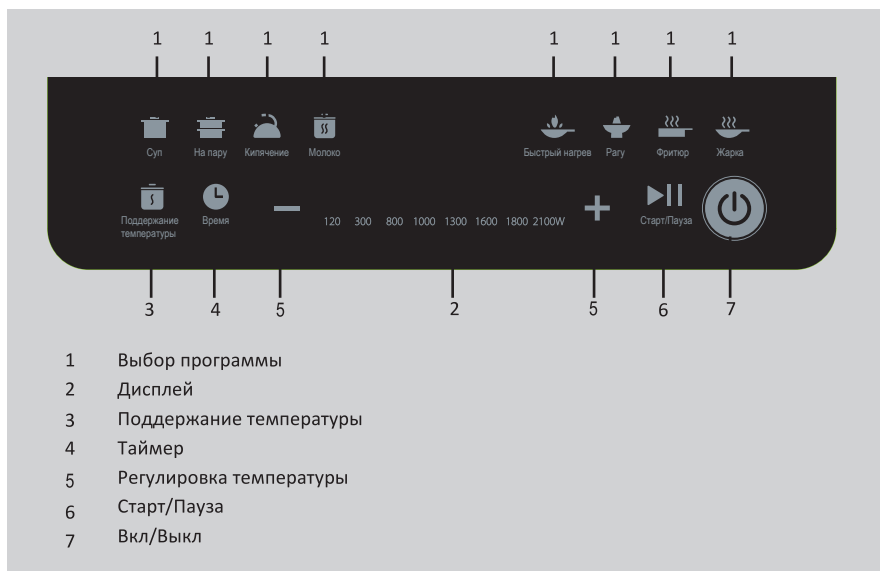 1 1 1 1 1 1 1 1
Суп На пару Кипячение Молоко Быстрый нагрев Рагу Фритюр Жарка
Поддержание
температуры
Время
120 300 800 1000 1300 1600 1800 2100W
Старт/Пауза
3 4 5 2 5 6 7
1 Выбор программы
2 Дисплей
3 Поддержание температуры
4 Таймер
5 Регулировка температуры
6 Старт/Пауза
7 Вкл/Выкл